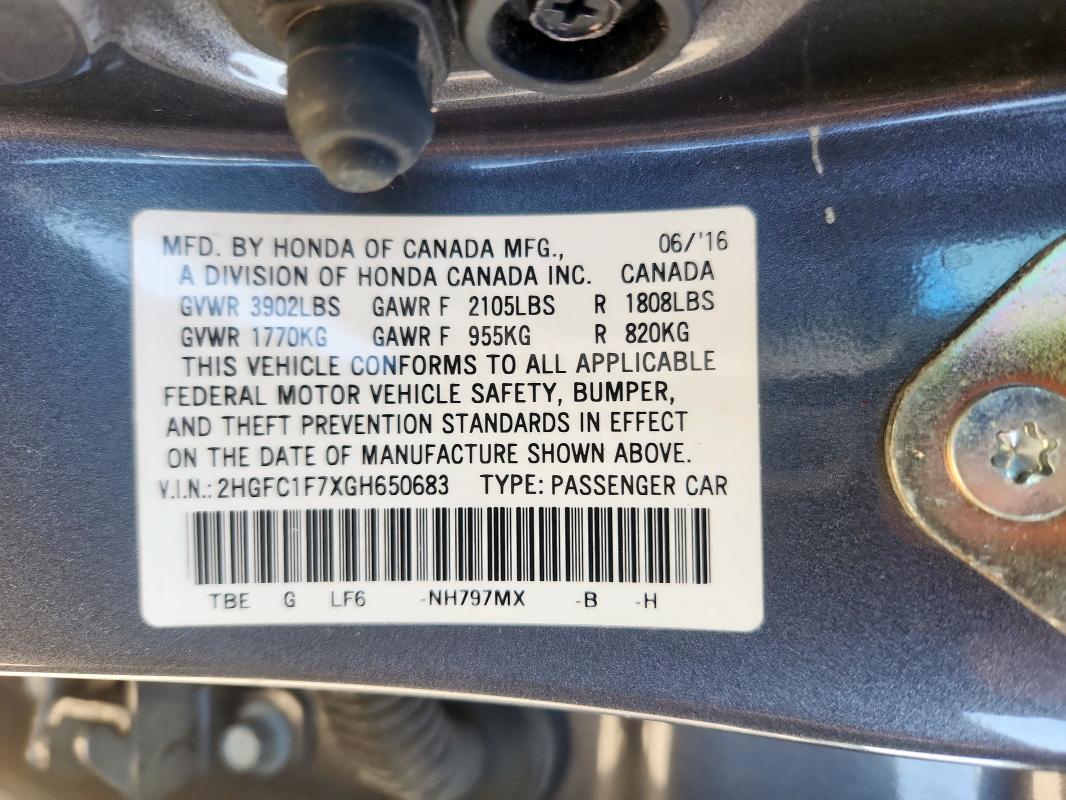 MFD. BY HONDA OF CANADA MFG., 06/'16
A DIVISION OF HONDA CANADA INC. CANADA
GVWR 3902LBS GAWR F 2105LBS R 1808LBS
GVWR 1770KG GAWR F 955KG R 820KG
THIS VEHICLE CONFORMS TO ALL APPLICABLE
FEDERAL MOTOR VEHICLE SAFETY, BUMPER,
AND THEFT PREVENTION STANDARDS IN EFFECT
ON THE DATE OF MANUFACTURE SHOWN ABOVE.
V.I.N.: 2HGFC1F7XGH650683 TYPE: PASSENGER CAR
TBE G LF6 -NH797MX -B -H